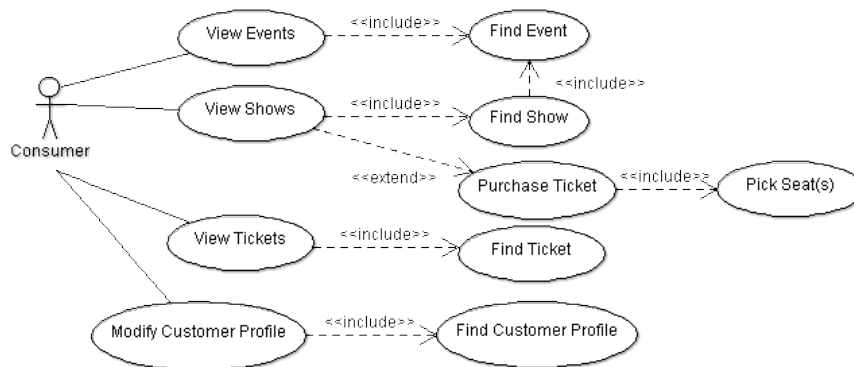 View Events
<<include>>
Find Event
<<include>>
View Shows
<<include>>
Find Show
Consumer
<<extend>>
Purchase Ticket
<<include>>
Pick Seat(s)
View Tickets
<<include>>
Find Ticket
Modify Customer Profile
<<include>>
Find Customer Profile